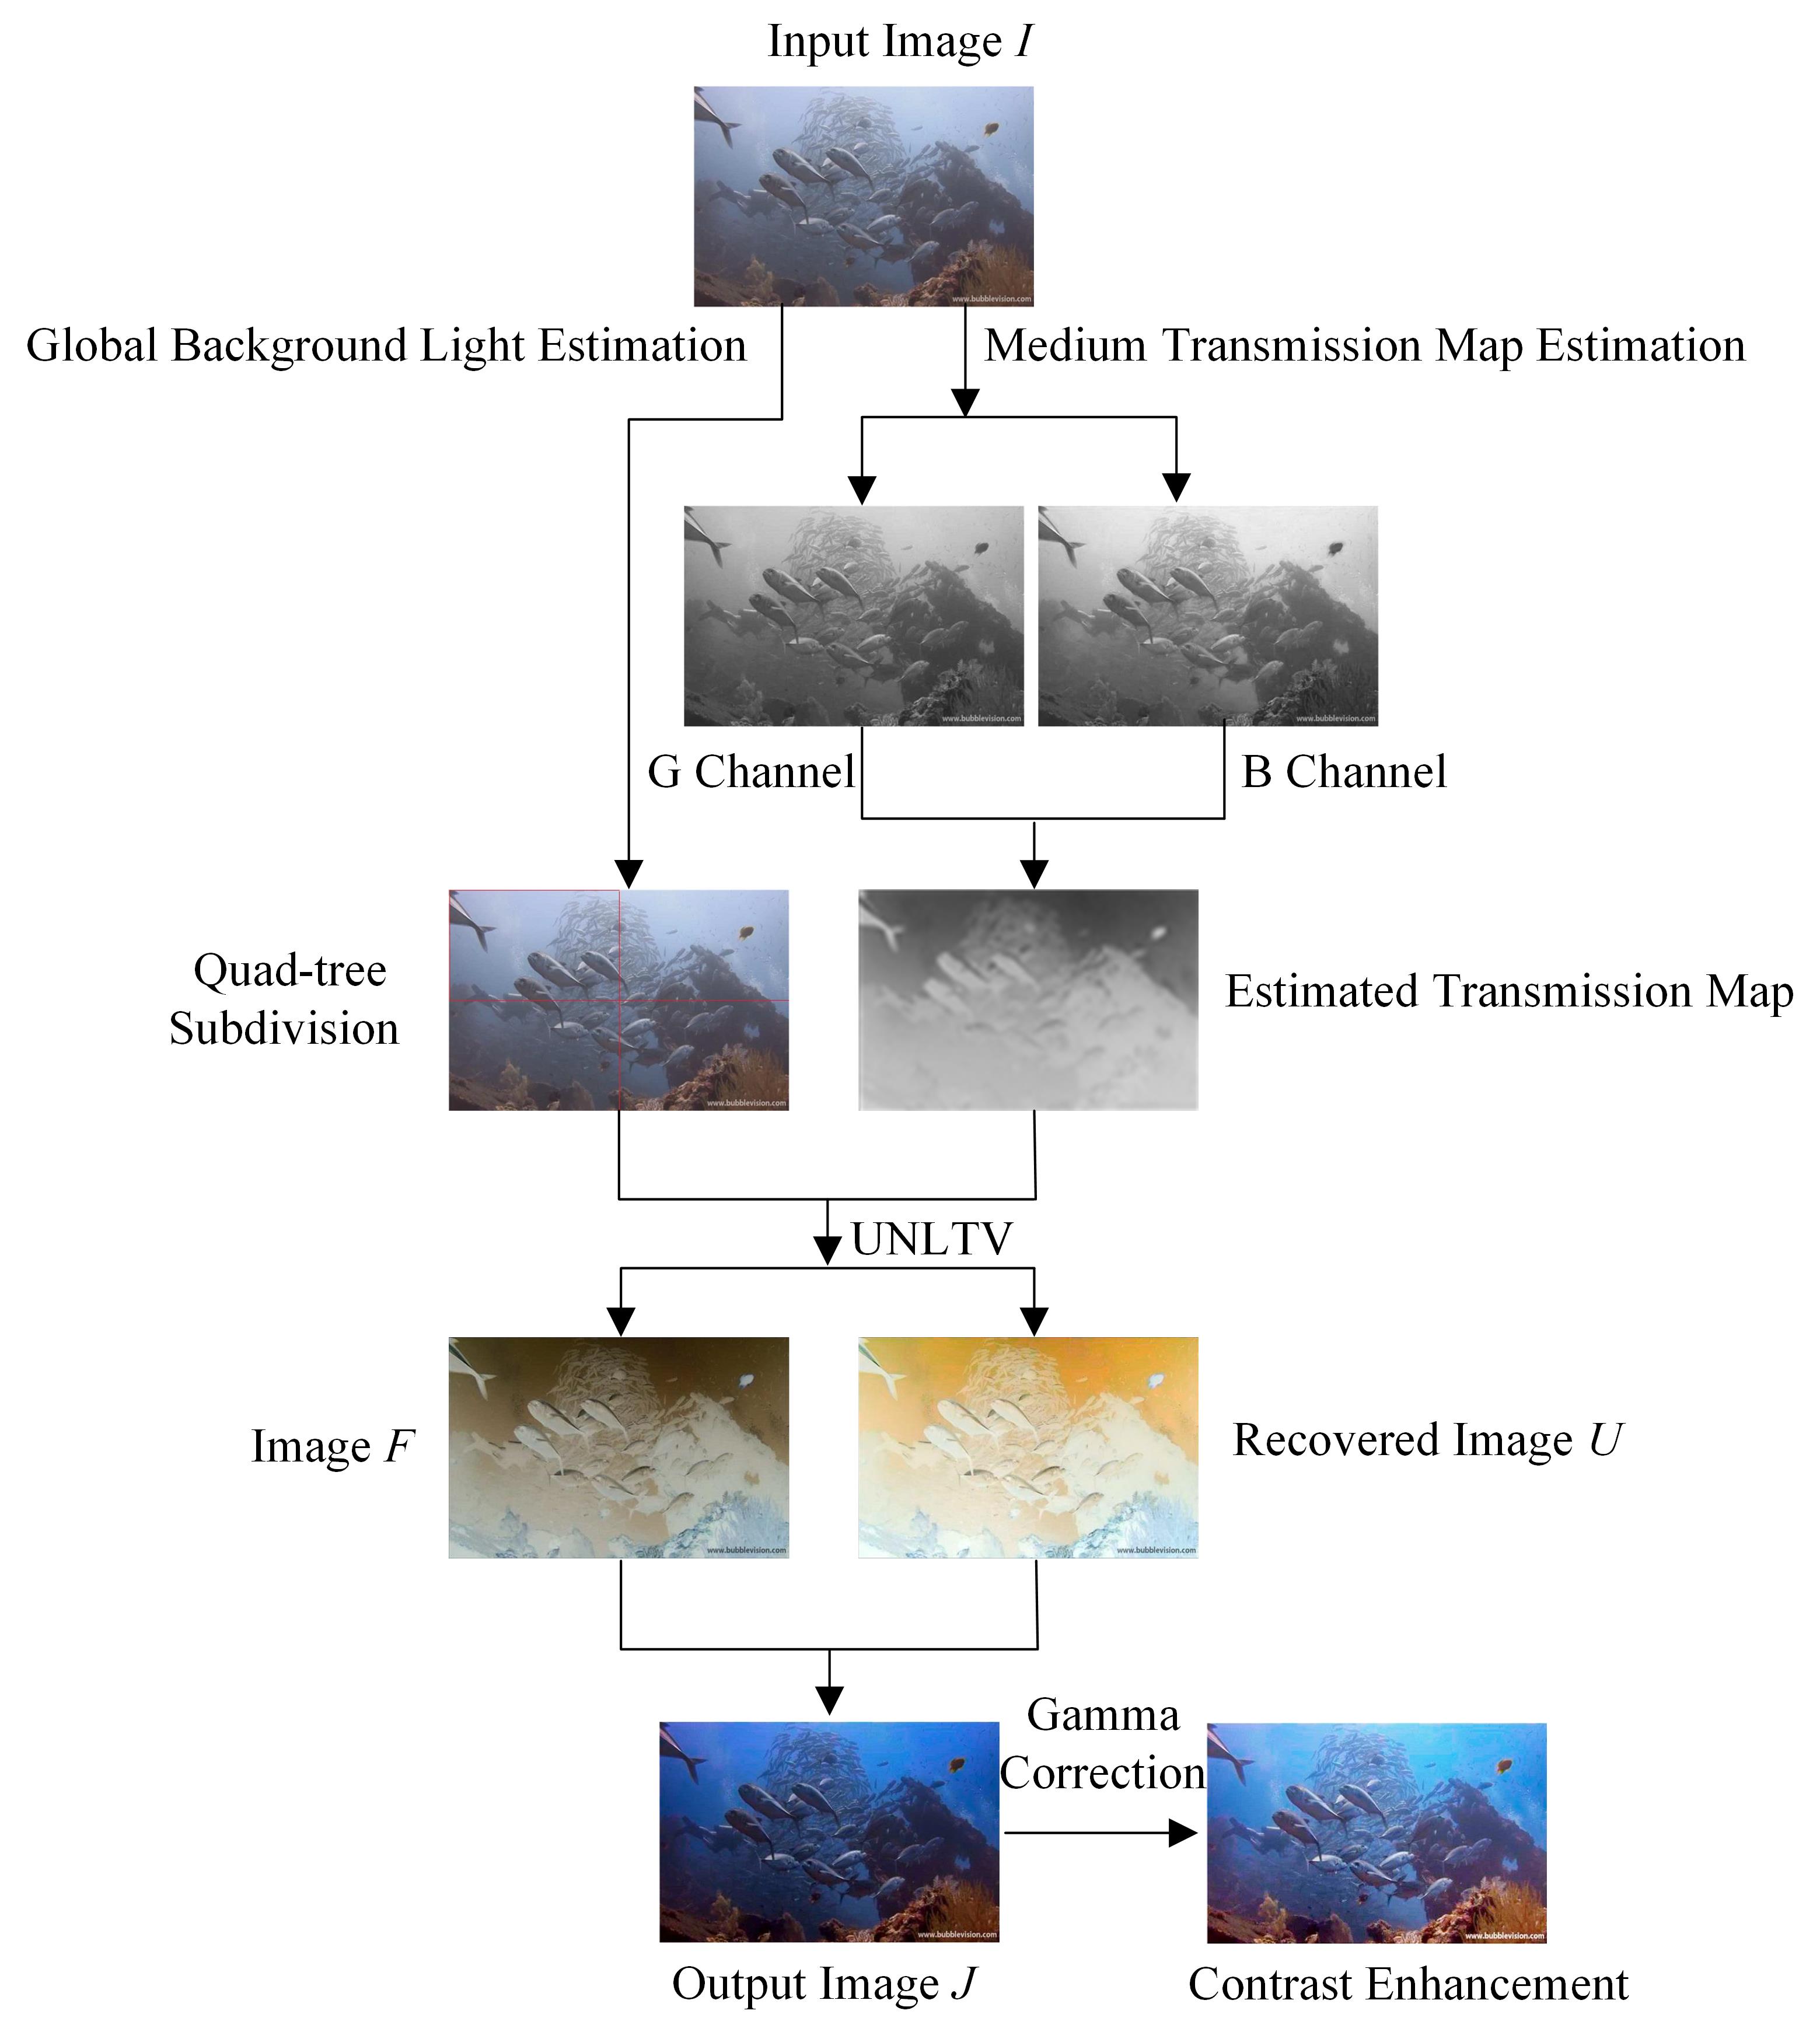 Input Image I
www.bubblevision.com
Global Background Light Estimation
Medium Transmission Map Estimation
www.bubblevision.com
www.bubblevision.com
G Channel
B Channel
Quad-tree
Subdivision
www.bubblevision.com
Estimated Transmission Map
UNLTV
Image F
www.bubblevision.com
www.bubblevision.com
Recovered Image U
Gamma
Correction
www.bubblevision.com
www.bubblevision.com
Output Image J
Contrast Enhancement